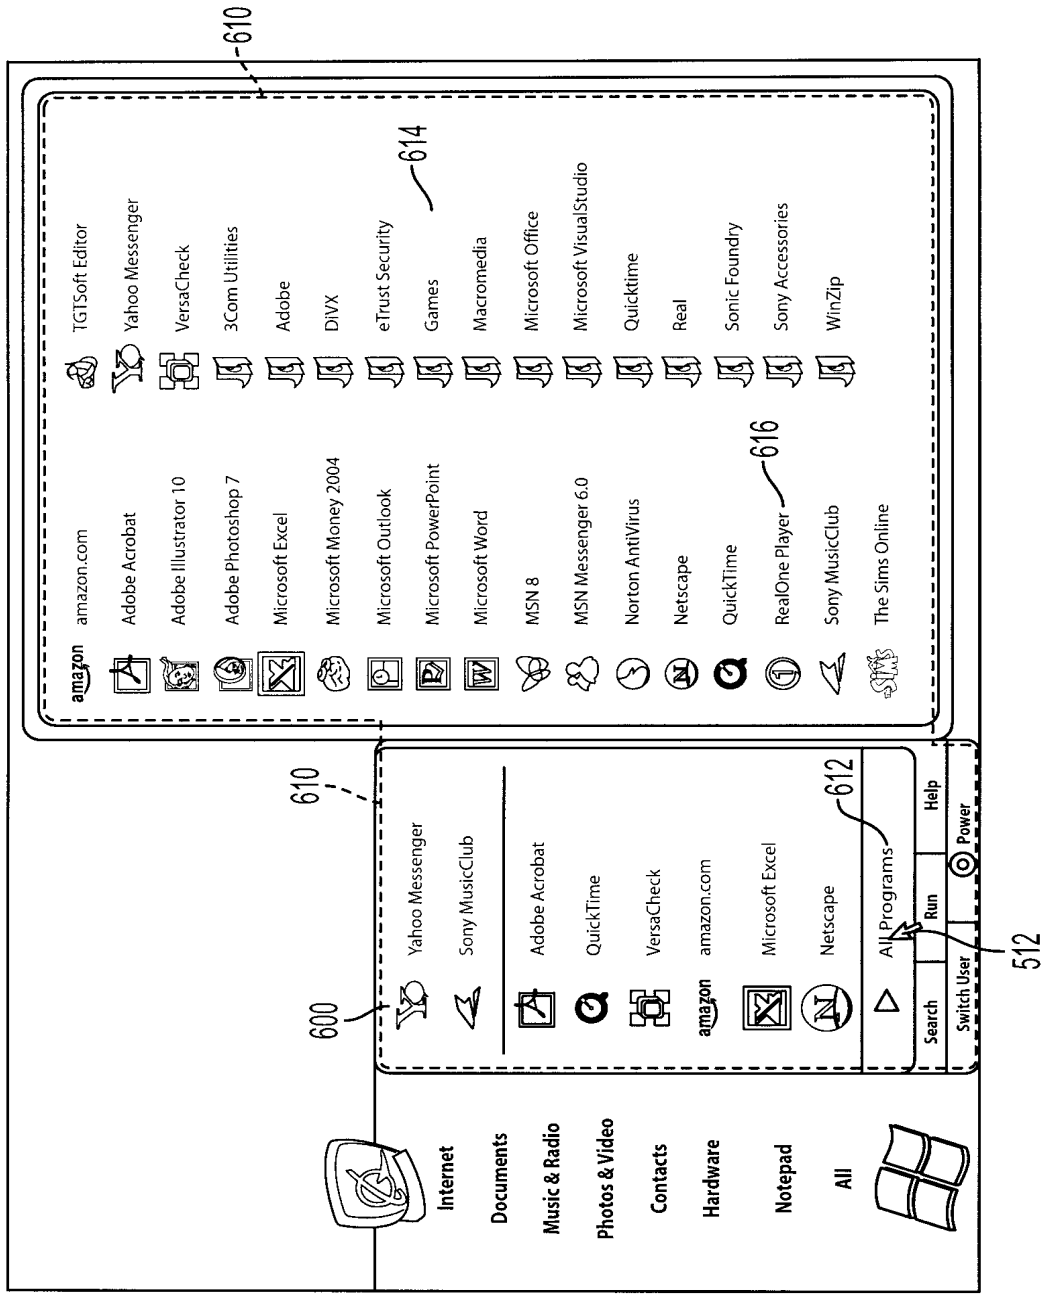 610
amazon
amazon.com
Adobe Acrobat
Adobe Illustrator 10
Adobe Photoshop 7
Microsoft Excel
Microsoft Money 2004
Microsoft Outlook
Microsoft PowerPoint
W
Microsoft Word
MSN 8
MSN Messenger 6.0
Norton AntiVirus
N
Netscape
QuickTime
1
RealOne Player
616
Sony MusicClub
SIMS
The Sims Online
TGTSoft Editor
Y
Yahoo Messenger
VersaCheck
3Com Utilities
Adobe
DiVX
eTrust Security
Games
614
Macromedia
Microsoft Office
Microsoft VisualStudio
Quicktime
Real
Sonic Foundry
Sony Accessories
WinZip
610
600
Y
Yahoo Messenger
Sony MusicClub
Adobe Acrobat
QuickTime
VersaCheck
amazon
amazon.com
Microsoft Excel
N
Netscape
All Programs
612
Search
Run
Help
Switch User
Power
512
Internet
Documents
Music & Radio
Photos & Video
Contacts
Hardware
Notepad
All